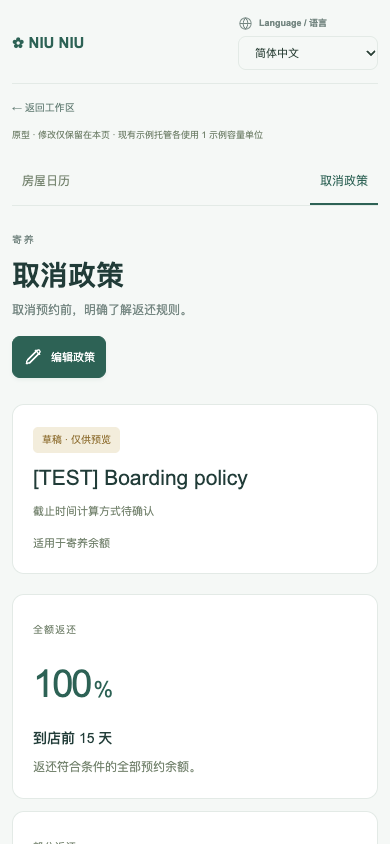 ✿ NIU NIU
Language / 语言
简体中文
← 返回工作区
原型 · 修改仅保留在本页 · 现有示例托管各使用 1 示例容量单位
房屋日历
取消政策
寄养
取消政策
取消预约前，明确了解返还规则。
编辑政策
草稿 · 仅供预览
[TEST] Boarding policy
截止时间计算方式待确认
适用于寄养余额
全额返还
100%
到店前 15 天
返还符合条件的全部预约余额。